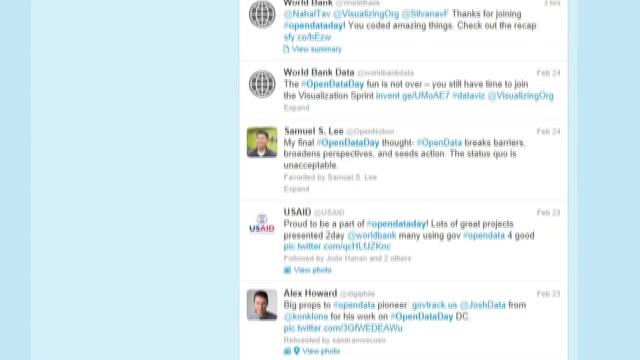 World Bank @WorldBank 3 hrs
@NahalTav @VisualizingOrg @SilvanavF Thanks for joining
#opendataday! You coded amazing things. Check out the recap:
sfy.co/bEzw
View summary
World Bank Data @worldbankdata Feb 24
The #OpenDataDay fun is not over – you still have time to join
the Visualization Sprint invent.ge/UMoAE7 #dataviz @VisualizingOrg
Expand
Samuel S. Lee @OpenNotion Feb 24
My final #OpenDataDay thought- #OpenData breaks barriers,
broadens perspectives, and seeds action. The status quo is
unacceptable.
Favorited by Samuel S. Lee
Expand
USAID
USAID @USAID Feb 23
Proud to be a part of #opendataday! Lots of great projects
presented 2day @worldbank many using gov #opendata 4 good
pic.twitter.com/qcHLfJZKnc
Followed by Jude Hanan and 2 others
View photo
Alex Howard @digiphile Feb 23
Big props to #opendata pioneer: govtrack.us @JoshData from
@konklone for his work on #OpenDataDay DC.
pic.twitter.com/3GfWEDEAWu
Retweeted by sandramoscoso
View photo